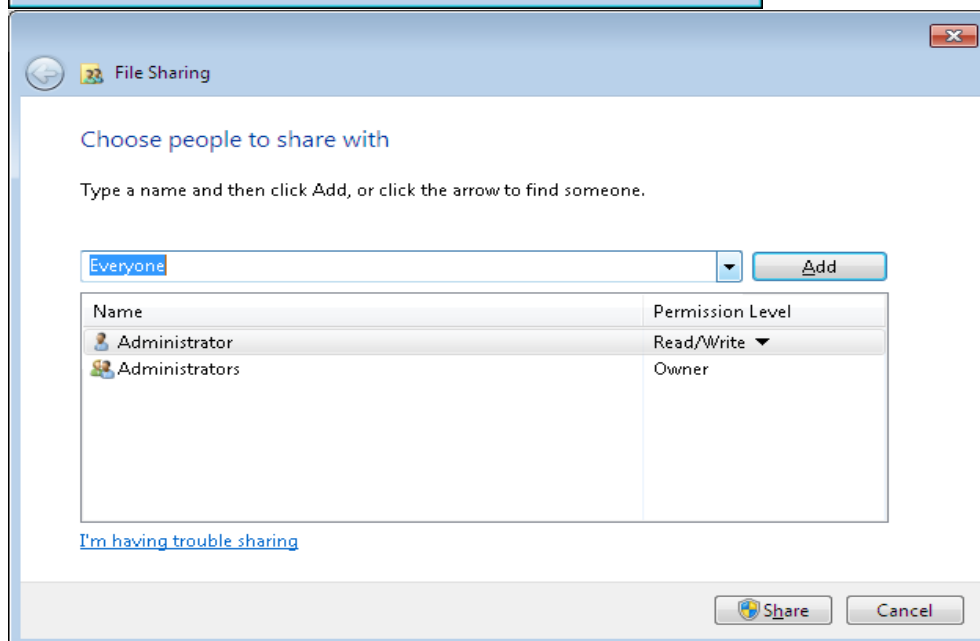 File Sharing
Choose people to share with
Type a name and then click Add, or click the arrow to find someone.
Everyone Add
Name Permission Level
Administrator Read/Write
Administrators Owner
I'm having trouble sharing
Share Cancel